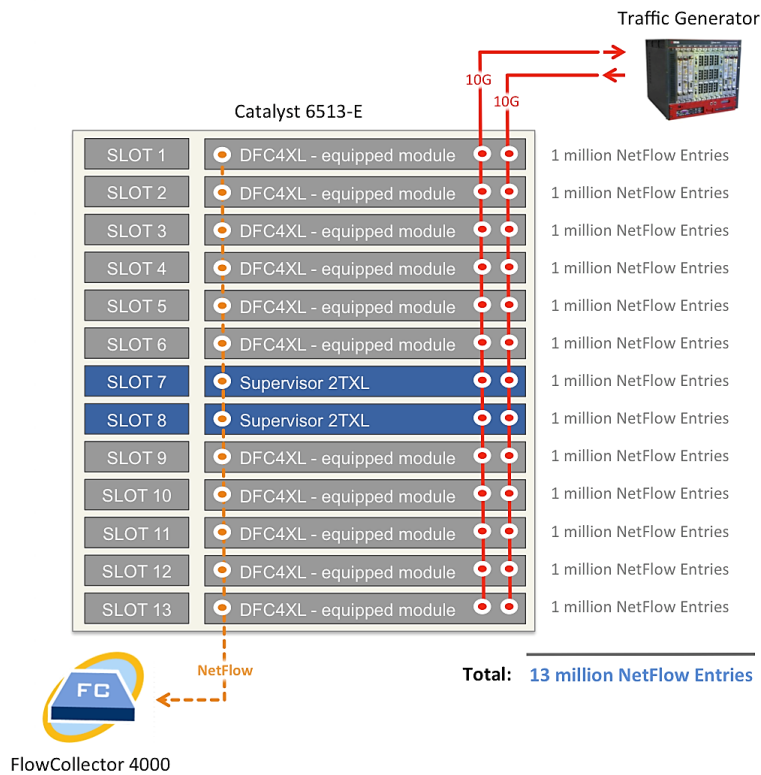 Traffic Generator
10G
10G
Catalyst 6513-E
SLOT 1 DFC4XL - equipped module 1 million NetFlow Entries
SLOT 2 DFC4XL - equipped module 1 million NetFlow Entries
SLOT 3 DFC4XL - equipped module 1 million NetFlow Entries
SLOT 4 DFC4XL - equipped module 1 million NetFlow Entries
SLOT 5 DFC4XL - equipped module 1 million NetFlow Entries
SLOT 6 DFC4XL - equipped module 1 million NetFlow Entries
SLOT 7 Supervisor 2TXL 1 million NetFlow Entries
SLOT 8 Supervisor 2TXL 1 million NetFlow Entries
SLOT 9 DFC4XL - equipped module 1 million NetFlow Entries
SLOT 10 DFC4XL - equipped module 1 million NetFlow Entries
SLOT 11 DFC4XL - equipped module 1 million NetFlow Entries
SLOT 12 DFC4XL - equipped module 1 million NetFlow Entries
SLOT 13 DFC4XL - equipped module 1 million NetFlow Entries
NetFlow
Total: 13 million NetFlow Entries
FC
FlowCollector 4000